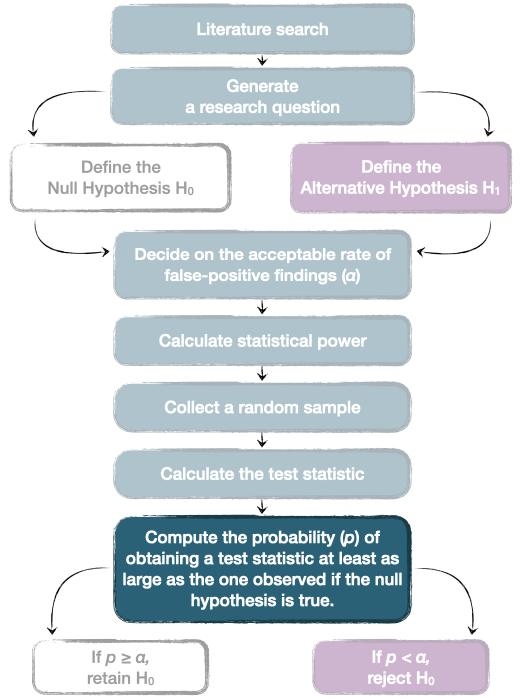 Literature search
Generate
a research question
Define the
Null Hypothesis H₀
Define the
Alternative Hypothesis H₁
Decide on the acceptable rate of
false-positive findings (α)
Calculate statistical power
Collect a random sample
Calculate the test statistic
Compute the probability (p) of
obtaining a test statistic at least as
large as the one observed if the null
hypothesis is true.
If p ≥ α,
retain H₀
If p < α,
reject H₀